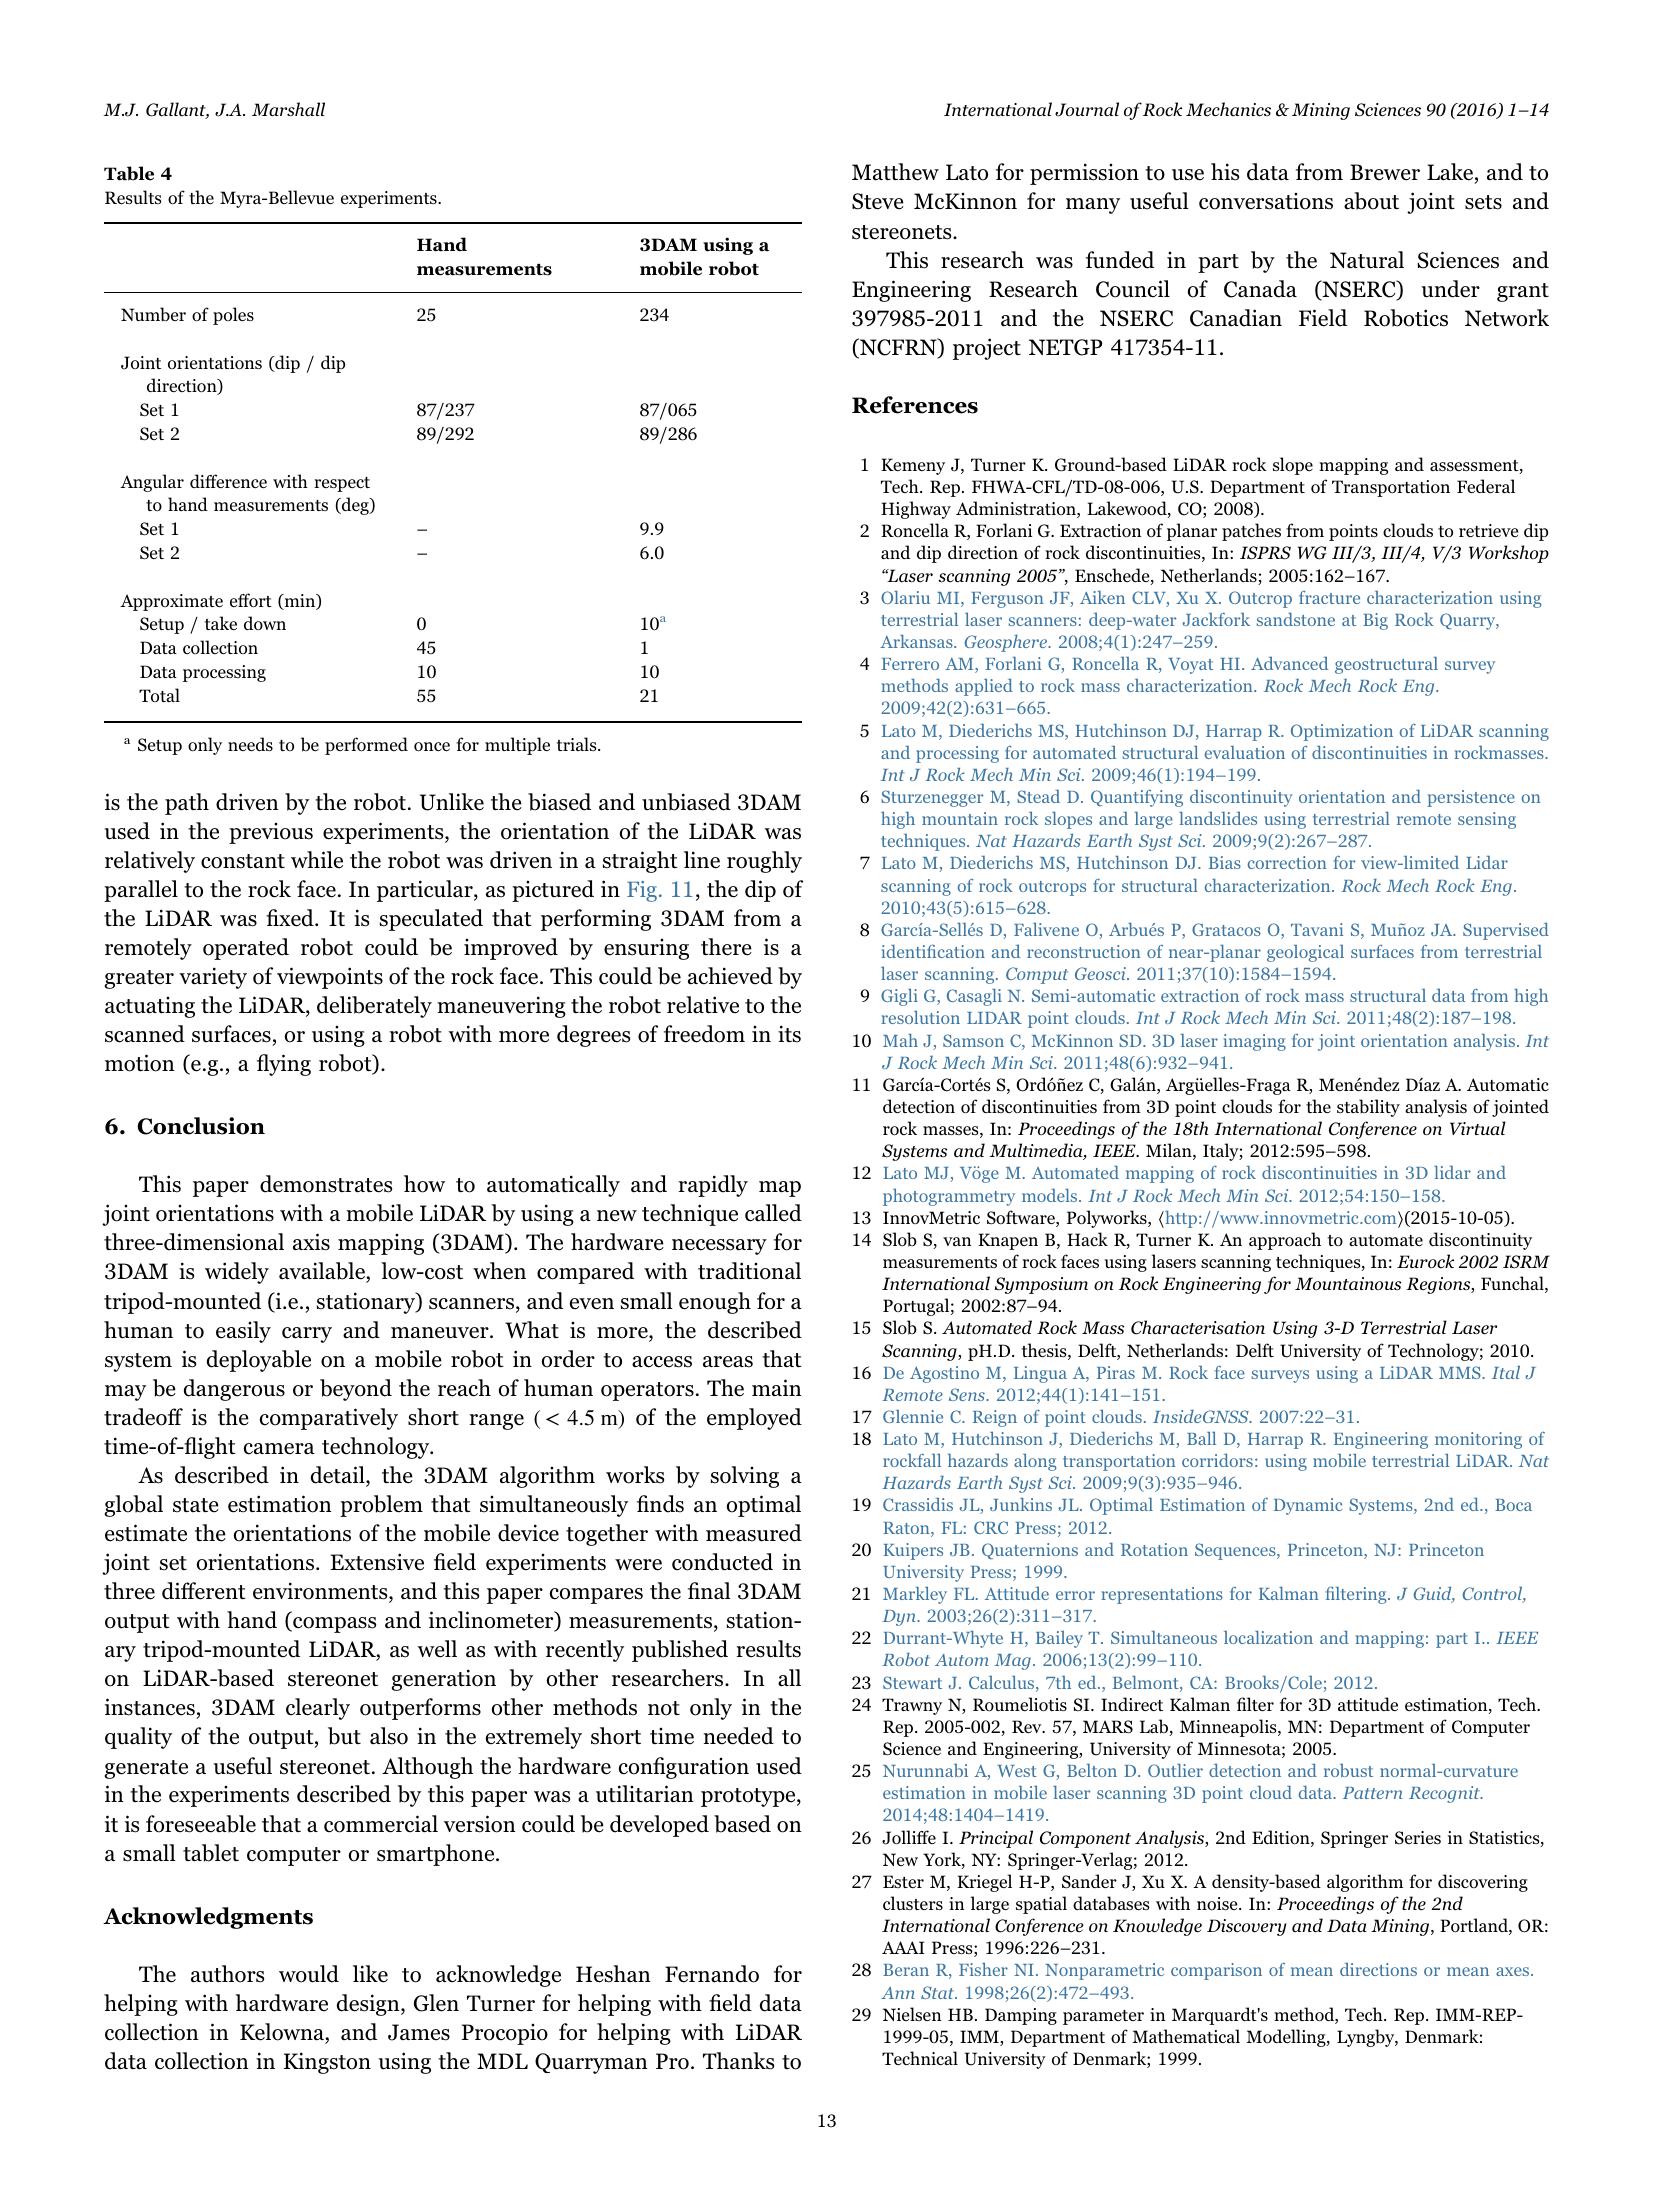 M.J. Gallant, J.A. Marshall
International Journal of Rock Mechanics & Mining Sciences 90 (2016) 1–14
Table 4
Results of the Myra-Bellevue experiments.
Hand measurements
3DAM using a mobile robot
Number of poles 25 234
Joint orientations (dip / dip
direction)
Set 1 87/237 87/065
Set 2 89/292 89/286
Angular difference with respect
to hand measurements (deg)
Set 1 – 9.9
Set 2 – 6.0
Approximate effort (min)
Setup / take down 0 10a
Data collection 45 1
Data processing 10 10
Total 55 21
a Setup only needs to be performed once for multiple trials.
is the path driven by the robot. Unlike the biased and unbiased 3DAM
used in the previous experiments, the orientation of the LiDAR was
relatively constant while the robot was driven in a straight line roughly
parallel to the rock face. In particular, as pictured in Fig. 11, the dip of
the LiDAR was fixed. It is speculated that performing 3DAM from a
remotely operated robot could be improved by ensuring there is a
greater variety of viewpoints of the rock face. This could be achieved by
actuating the LiDAR, deliberately maneuvering the robot relative to the
scanned surfaces, or using a robot with more degrees of freedom in its
motion (e.g., a flying robot).
6. Conclusion
This paper demonstrates how to automatically and rapidly map
joint orientations with a mobile LiDAR by using a new technique called
three-dimensional axis mapping (3DAM). The hardware necessary for
3DAM is widely available, low-cost when compared with traditional
tripod-mounted (i.e., stationary) scanners, and even small enough for a
human to easily carry and maneuver. What is more, the described
system is deployable on a mobile robot in order to access areas that
may be dangerous or beyond the reach of human operators. The main
tradeoff is the comparatively short range (< 4.5 m) of the employed
time-of-flight camera technology.
As described in detail, the 3DAM algorithm works by solving a
global state estimation problem that simultaneously finds an optimal
estimate the orientations of the mobile device together with measured
joint set orientations. Extensive field experiments were conducted in
three different environments, and this paper compares the final 3DAM
output with hand (compass and inclinometer) measurements, station-
ary tripod-mounted LiDAR, as well as with recently published results
on LiDAR-based stereonet generation by other researchers. In all
instances, 3DAM clearly outperforms other methods not only in the
quality of the output, but also in the extremely short time needed to
generate a useful stereonet. Although the hardware configuration used
in the experiments described by this paper was a utilitarian prototype,
it is foreseeable that a commercial version could be developed based on
a small tablet computer or smartphone.
Acknowledgments
The authors would like to acknowledge Heshan Fernando for
helping with hardware design, Glen Turner for helping with field data
collection in Kelowna, and James Procopio for helping with LiDAR
data collection in Kingston using the MDL Quarryman Pro. Thanks to
Matthew Lato for permission to use his data from Brewer Lake, and to
Steve McKinnon for many useful conversations about joint sets and
stereonets.
This research was funded in part by the Natural Sciences and
Engineering Research Council of Canada (NSERC) under grant
397985-2011 and the NSERC Canadian Field Robotics Network
(NCFRN) project NETGP 417354-11.
References
1 Kemeny J, Turner K. Ground-based LiDAR rock slope mapping and assessment,
Tech. Rep. FHWA-CFL/TD-08-006, U.S. Department of Transportation Federal
Highway Administration, Lakewood, CO; 2008).
2 Roncella R, Forlani G. Extraction of planar patches from points clouds to retrieve dip
and dip direction of rock discontinuities, In: ISPRS WG III/3, III/4, V/3 Workshop
“Laser scanning 2005”, Enschede, Netherlands; 2005:162–167.
3 Olariu MI, Ferguson JF, Aiken CLV, Xu X. Outcrop fracture characterization using
terrestrial laser scanners: deep-water Jackfork sandstone at Big Rock Quarry,
Arkansas. Geosphere. 2008;4(1):247–259.
4 Ferrero AM, Forlani G, Roncella R, Voyat HI. Advanced geostructural survey
methods applied to rock mass characterization. Rock Mech Rock Eng.
2009;42(2):631–665.
5 Lato M, Diederichs MS, Hutchinson DJ, Harrap R. Optimization of LiDAR scanning
and processing for automated structural evaluation of discontinuities in rockmasses.
Int J Rock Mech Min Sci. 2009;46(1):194–199.
6 Sturzenegger M, Stead D. Quantifying discontinuity orientation and persistence on
high mountain rock slopes and large landslides using terrestrial remote sensing
techniques. Nat Hazards Earth Syst Sci. 2009;9(2):267–287.
7 Lato M, Diederichs MS, Hutchinson DJ. Bias correction for view-limited Lidar
scanning of rock outcrops for structural characterization. Rock Mech Rock Eng.
2010;43(5):615–628.
8 García-Sellés D, Falivene O, Arbués P, Gratacos O, Tavani S, Muñoz JA. Supervised
identification and reconstruction of near-planar geological surfaces from terrestrial
laser scanning. Comput Geosci. 2011;37(10):1584–1594.
9 Gigli G, Casagli N. Semi-automatic extraction of rock mass structural data from high
resolution LIDAR point clouds. Int J Rock Mech Min Sci. 2011;48(2):187–198.
10 Mah J, Samson C, McKinnon SD. 3D laser imaging for joint orientation analysis. Int
J Rock Mech Min Sci. 2011;48(6):932–941.
11 García-Cortés S, Ordóñez C, Galán, Argüelles-Fraga R, Menéndez Díaz A. Automatic
detection of discontinuities from 3D point clouds for the stability analysis of jointed
rock masses, In: Proceedings of the 18th International Conference on Virtual
Systems and Multimedia, IEEE. Milan, Italy; 2012:595–598.
12 Lato MJ, Vöge M. Automated mapping of rock discontinuities in 3D lidar and
photogrammetry models. Int J Rock Mech Min Sci. 2012;54:150–158.
13 InnovMetric Software, Polyworks, 〈http://www.innovmetric.com〉(2015-10-05).
14 Slob S, van Knapen B, Hack R, Turner K. An approach to automate discontinuity
measurements of rock faces using lasers scanning techniques, In: Eurock 2002 ISRM
International Symposium on Rock Engineering for Mountainous Regions, Funchal,
Portugal; 2002:87–94.
15 Slob S. Automated Rock Mass Characterisation Using 3-D Terrestrial Laser
Scanning, pH.D. thesis, Delft, Netherlands: Delft University of Technology; 2010.
16 De Agostino M, Lingua A, Piras M. Rock face surveys using a LiDAR MMS. Ital J
Remote Sens. 2012;44(1):141–151.
17 Glennie C. Reign of point clouds. InsideGNSS. 2007:22–31.
18 Lato M, Hutchinson J, Diederichs M, Ball D, Harrap R. Engineering monitoring of
rockfall hazards along transportation corridors: using mobile terrestrial LiDAR. Nat
Hazards Earth Syst Sci. 2009;9(3):935–946.
19 Crassidis JL, Junkins JL. Optimal Estimation of Dynamic Systems, 2nd ed., Boca
Raton, FL: CRC Press; 2012.
20 Kuipers JB. Quaternions and Rotation Sequences, Princeton, NJ: Princeton
University Press; 1999.
21 Markley FL. Attitude error representations for Kalman filtering. J Guid, Control,
Dyn. 2003;26(2):311–317.
22 Durrant-Whyte H, Bailey T. Simultaneous localization and mapping: part I.. IEEE
Robot Autom Mag. 2006;13(2):99–110.
23 Stewart J. Calculus, 7th ed., Belmont, CA: Brooks/Cole; 2012.
24 Trawny N, Roumeliotis SI. Indirect Kalman filter for 3D attitude estimation, Tech.
Rep. 2005-002, Rev. 57, MARS Lab, Minneapolis, MN: Department of Computer
Science and Engineering, University of Minnesota; 2005.
25 Nurunnabi A, West G, Belton D. Outlier detection and robust normal-curvature
estimation in mobile laser scanning 3D point cloud data. Pattern Recognit.
2014;48:1404–1419.
26 Jolliffe I. Principal Component Analysis, 2nd Edition, Springer Series in Statistics,
New York, NY: Springer-Verlag; 2012.
27 Ester M, Kriegel H-P, Sander J, Xu X. A density-based algorithm for discovering
clusters in large spatial databases with noise. In: Proceedings of the 2nd
International Conference on Knowledge Discovery and Data Mining, Portland, OR:
AAAI Press; 1996:226–231.
28 Beran R, Fisher NI. Nonparametric comparison of mean directions or mean axes.
Ann Stat. 1998;26(2):472–493.
29 Nielsen HB. Damping parameter in Marquardt's method, Tech. Rep. IMM-REP-
1999-05, IMM, Department of Mathematical Modelling, Lyngby, Denmark:
Technical University of Denmark; 1999.
13